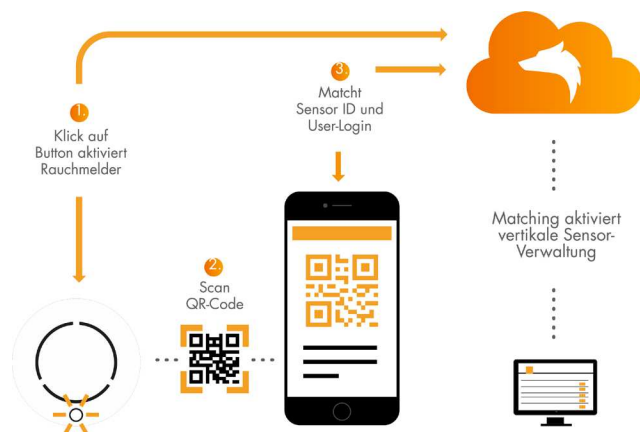 1.
Klick auf
Button aktiviert
Rauchmelder
2.
Scan
QR-Code
3.
Matcht
Sensor ID und
User-Login
Matching aktiviert
vertikale Sensor-
Verwaltung